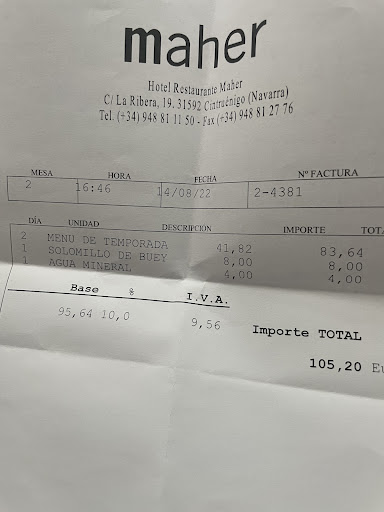 maher
Hotel Restaurante Maher
C/ La Ribera, 19. 31592 Cintruénigo (Navarra)
Tel. (+34) 948 81 11 50 - Fax (+34) 948 81 27 76
MESA HORA FECHA Nº FACTURA
2 16:46 14/08/22 2-4381
DÍA UNIDAD DESCRIPCION IMPORTE TOTA
2 MENU DE TEMPORADA 41,82 83,64
1 SOLOMILLO DE BUEY 8,00 8,00
1 AGUA MINERAL 4,00 4,00
Base % I.V.A.
95,64 10,0 9,56 Importe TOTAL
105,20 Eu